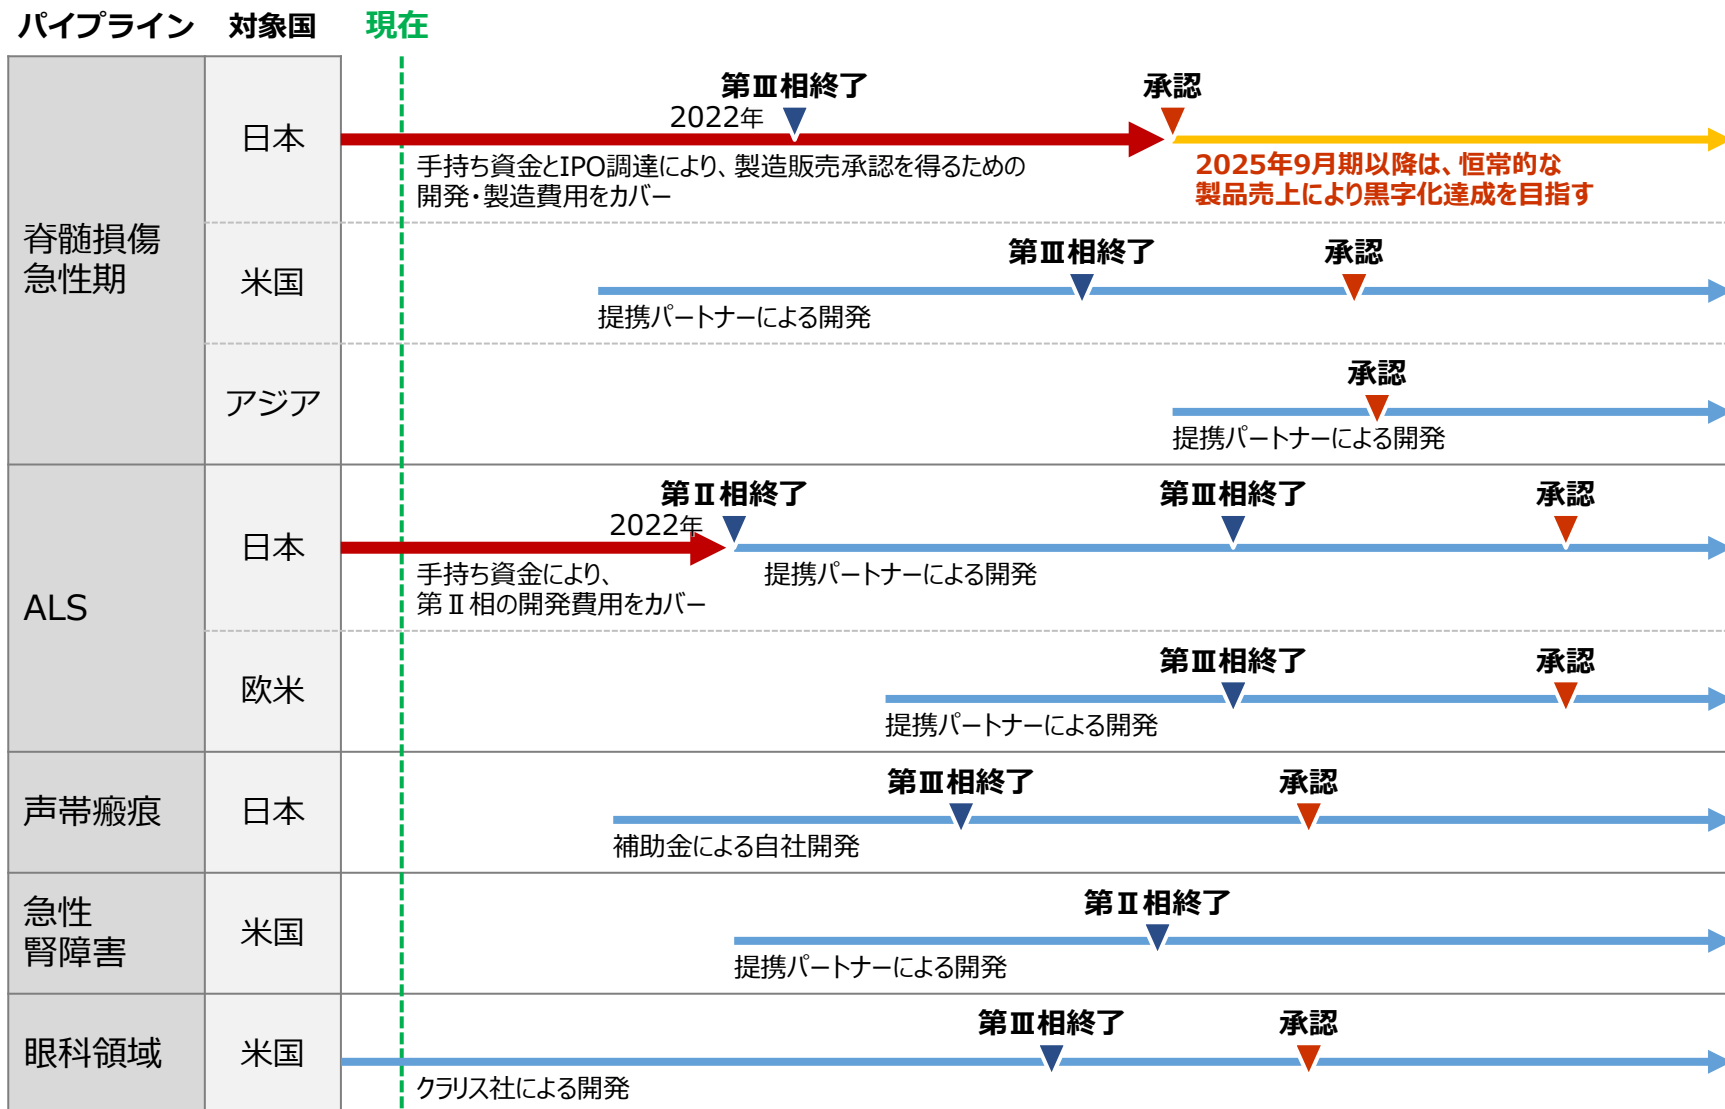 パイプライン 対象国 現在
脊髄損傷
急性期
日本
第Ⅲ相終了
2022年
承認
手持ち資金とIPO調達により、製造販売承認を得るための
開発・製造費用をカバー
2025年9月期以降は、恒常的な
製品売上により黒字化達成を目指す
米国
第Ⅲ相終了
承認
提携パートナーによる開発
アジア
承認
提携パートナーによる開発
ALS
日本
第Ⅱ相終了
2022年
第Ⅲ相終了
承認
手持ち資金により、
第Ⅱ相の開発費用をカバー
提携パートナーによる開発
欧米
第Ⅲ相終了
承認
提携パートナーによる開発
声帯瘢痕
日本
第Ⅲ相終了
承認
補助金による自社開発
急性
腎障害
米国
第Ⅱ相終了
提携パートナーによる開発
眼科領域
米国
第Ⅲ相終了
承認
クラリス社による開発